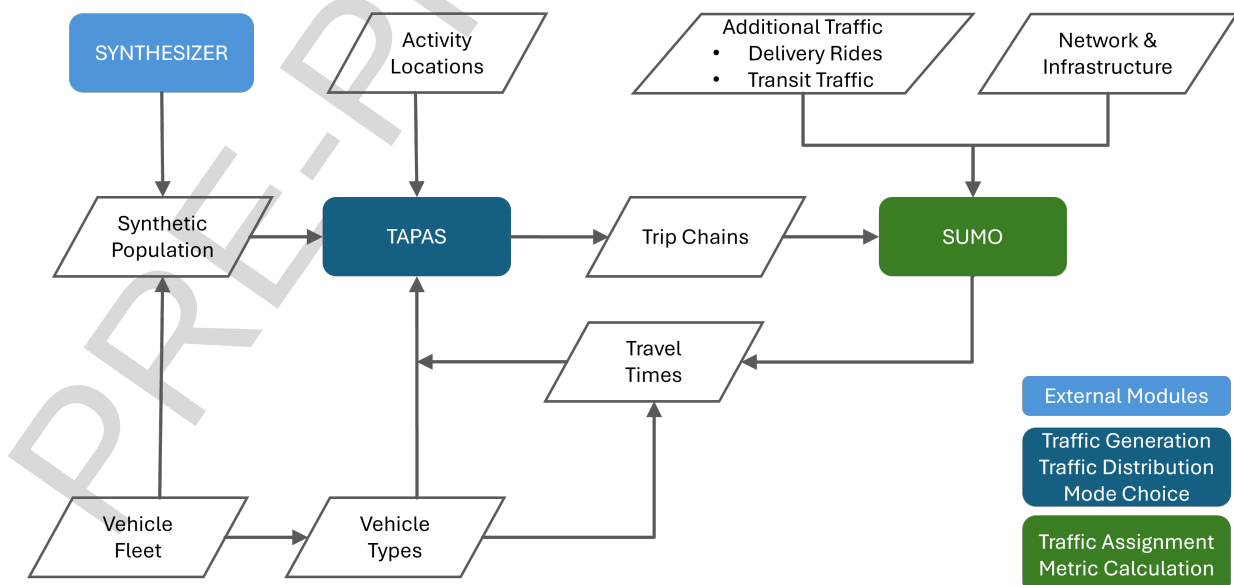 SYNTHESIZER
Activity
Locations
Additional Traffic
• Delivery Rides
• Transit Traffic
Network &
Infrastructure
Synthetic
Population
TAPAS
Trip Chains
SUMO
Travel
Times
Vehicle
Fleet
Vehicle
Types
External Modules
Traffic Generation
Traffic Distribution
Mode Choice
Traffic Assignment
Metric Calculation
PRE-P